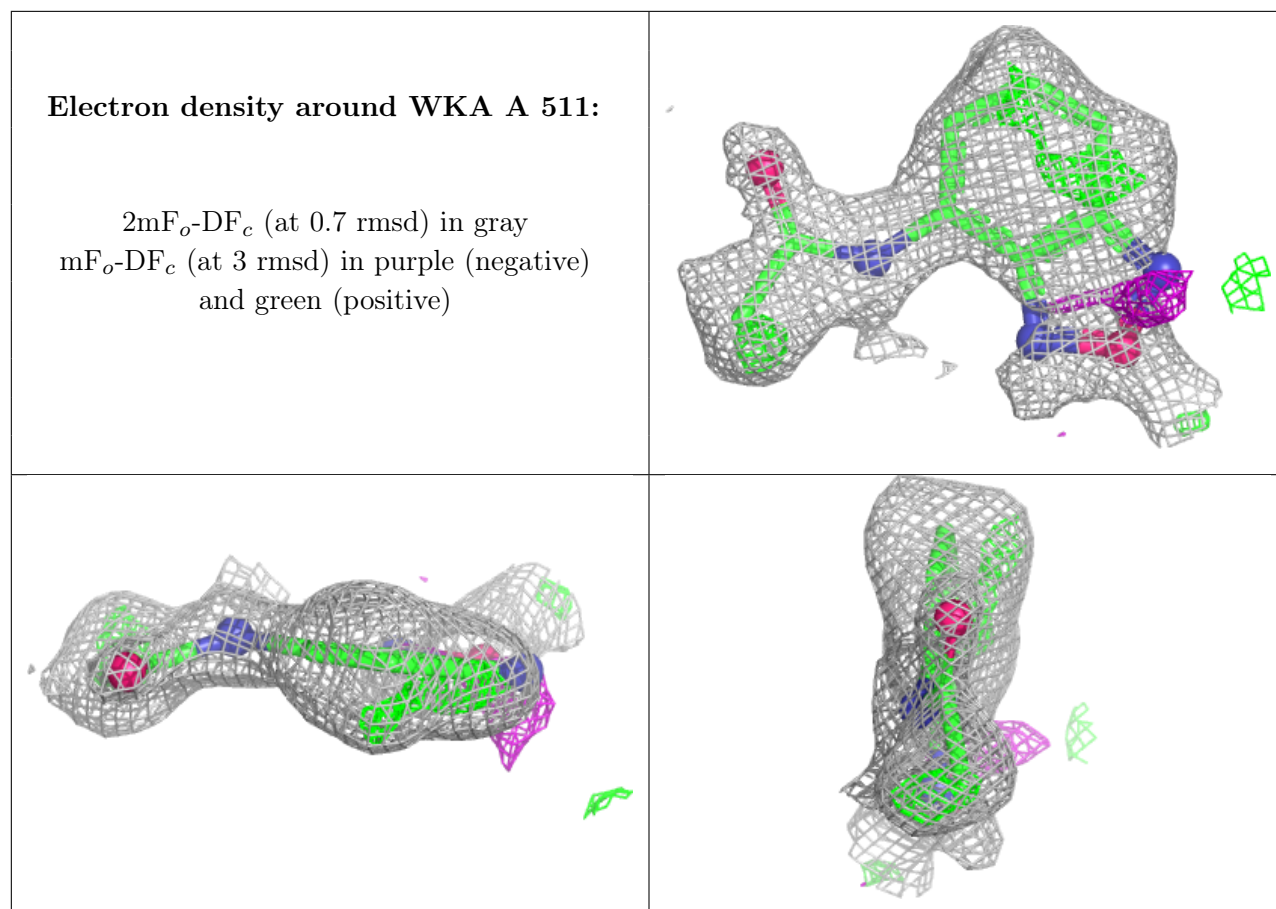 Electron density around WKA A 511:
2mFo-DFc (at 0.7 rmsd) in gray
mFo-DFc (at 3 rmsd) in purple (negative)
and green (positive)